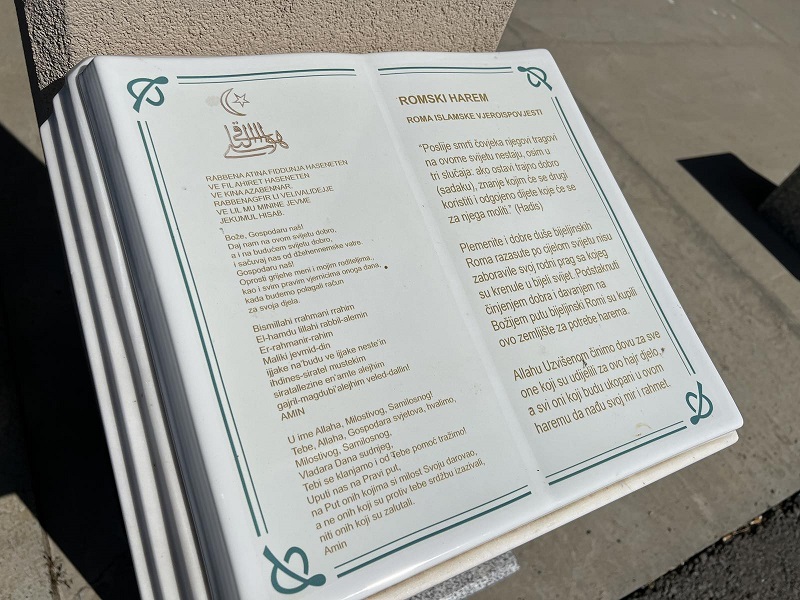 RABBENA ATINA FIDDUNJA HASENETEN
VE FIL AHIRET HASENETEN
VE KINA AZABENNAR.
RABBENAGFIR LI VELIVALIDEJJE
VE LIL MU MININE JEVME
JEKUMUL HISAB.
Bože, Gospodaru naš!
Daj nam na ovom svijetu dobro,
a i na budućem svijetu dobro,
i sačuvaj nas od džehennemske vatre.
Gospodaru naš!
Oprosti grijehe meni i mojim roditeljima,
kao i svim pravim vjernicima onoga dana,
kada budemo polagali račun
za svoja djela.
Bismillahi rrahmani rrahim
El-hamdu lillahi rabbil-alemin
Er-rahmanir-rahim
Maliki jevmid-din
ijjake na'budu ve ijjake neste'in
ihdines-siratel mustekim
siratallezine en'amte alejhim
gajril-magdubi alejhim veled-dallin!
AMIN
U ime Allaha, Milostivog, Samilosnog!
Tebe, Allaha, Gospodara svjetova, hvalimo,
Milostivog, Samilosnog,
Vladara Dana sudnjeg,
Tebi se klanjamo i od Tebe pomoć tražimo!
Uputi nas na Pravi put,
na Put onih kojima si milost Svoju darovao,
a ne onih koji su protiv tebe srdžbu izazvali,
niti onih koji su zalutali.
Amin
ROMSKI HAREM
ROMA ISLAMSKE VJEROISPOVJESTI
"Poslije smrti čovjeka njegovi tragovi
na ovome svijetu nestaju, osim u
tri slučaja: ako ostavi trajno dobro
(sadaku), znanje kojim će se drugi
koristiti i odgojeno dijete koje će se
za njega moliti." (Hadis)
Plemenite i dobre duše bijeljinskih
Roma razasute po cijelom svijetu nisu
zaboravile svoj rodni prag sa kojeg
su krenule u bijeli svijet. Podstaknuti
činjenjem dobra i davanjem na
Božijem putu bijeljinski Romi su kupili
ovo zemljište za potrebe harema.
Allahu Uzvišenom činimo dovu za sve
one koji su udijelili za ovo hajr djelo,
a svi oni koji budu ukopani u ovom
haremu da nađu svoj mir i rahmet.